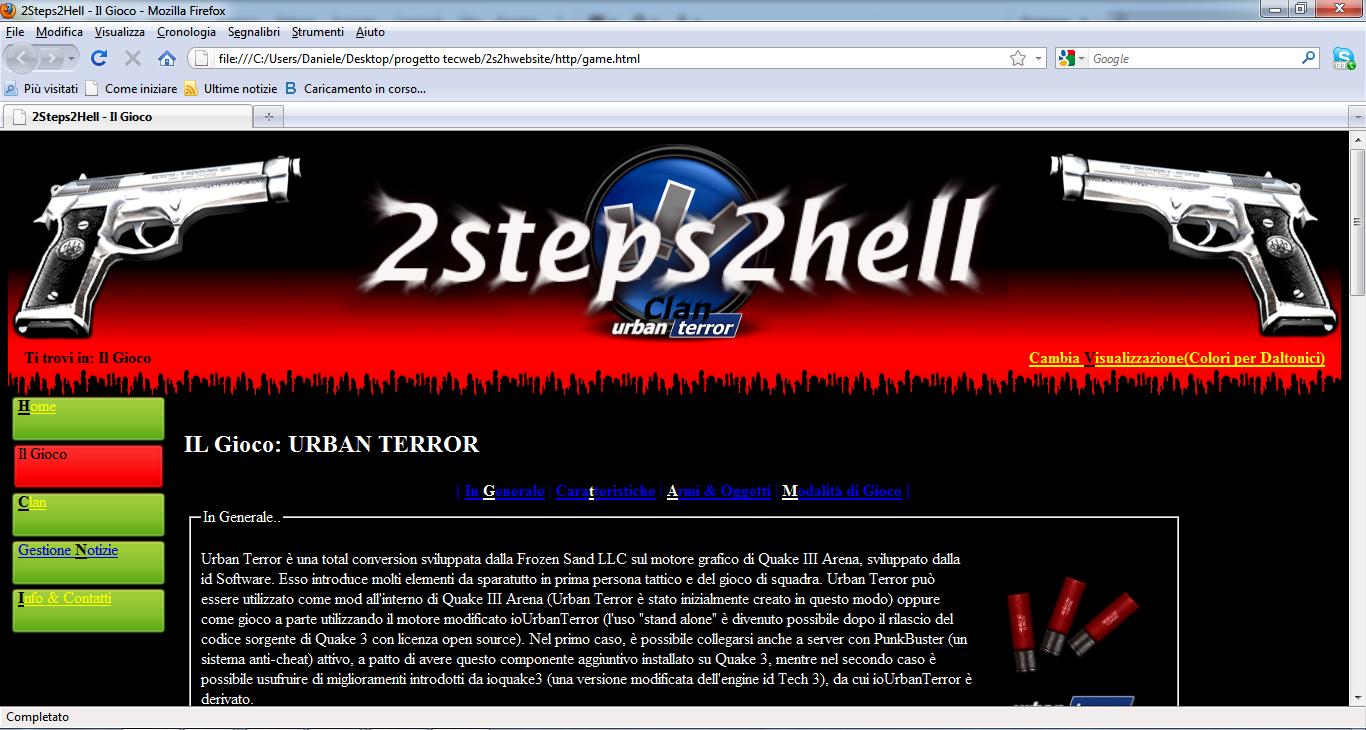 2Steps2Hell - Il Gioco - Mozilla Firefox
File Modifica Visualizza Cronologia Segnalibri Strumenti Aiuto
file:///C:/Users/Daniele/Desktop/progetto tecweb/2s2hwebsite/http/game.html
Google
Più visitati Come iniziare Ultime notizie Caricamento in corso...
2Steps2Hell - Il Gioco
2steps2hell
Clan
urban terror
Ti trovi in: Il Gioco
Cambia Visualizzazione(Colori per Daltonici)
Home
Il Gioco
Clan
Gestione Notizie
Info & Contatti
IL Gioco: URBAN TERROR
| In Generale | Caratteristiche | Armi & Oggetti | Modalità di Gioco |
In Generale..
Urban Terror è una total conversion sviluppata dalla Frozen Sand LLC sul motore grafico di Quake III Arena, sviluppato dalla
id Software. Esso introduce molti elementi da sparatutto in prima persona tattico e del gioco di squadra. Urban Terror può
essere utilizzato come mod all'interno di Quake III Arena (Urban Terror è stato inizialmente creato in questo modo) oppure
come gioco a parte utilizzando il motore modificato ioUrbanTerror (l'uso "stand alone" è divenuto possibile dopo il rilascio del
codice sorgente di Quake 3 con licenza open source). Nel primo caso, è possibile collegarsi anche a server con PunkBuster (un
sistema anti-cheat) attivo, a patto di avere questo componente aggiuntivo installato su Quake 3, mentre nel secondo caso è
possibile usufruire di miglioramenti introdotti da ioquake3 (una versione modificata dell'engine id Tech 3), da cui ioUrbanTerror è
derivato.
Completato